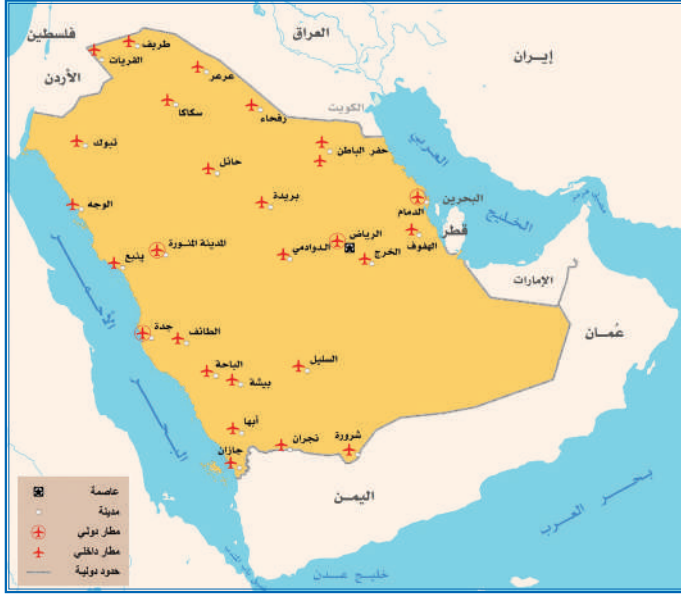 فلسطين
العراق
إيران
الأردن
الكويت
طريف
القريات
عرعر
سكاكا
رفحاء
تبوك
حائل
حفر الباطن
الخليج
العربي
الوجه
بريدة
الدمام
البحرين
قطر
الرياض
الهفوف
المدينة المنورة
الدوادمي
الخرج
ينبع
الإمارات
جدة
الطائف
عُمان
الباحة
السليل
بيشة
البحر
الأحمر
أبها
نجران
شرورة
جازان
اليمن
بحر العرب
خليج عدن
عاصمة
مدينة
مطار دولي
مطار داخلي
حدود دولية